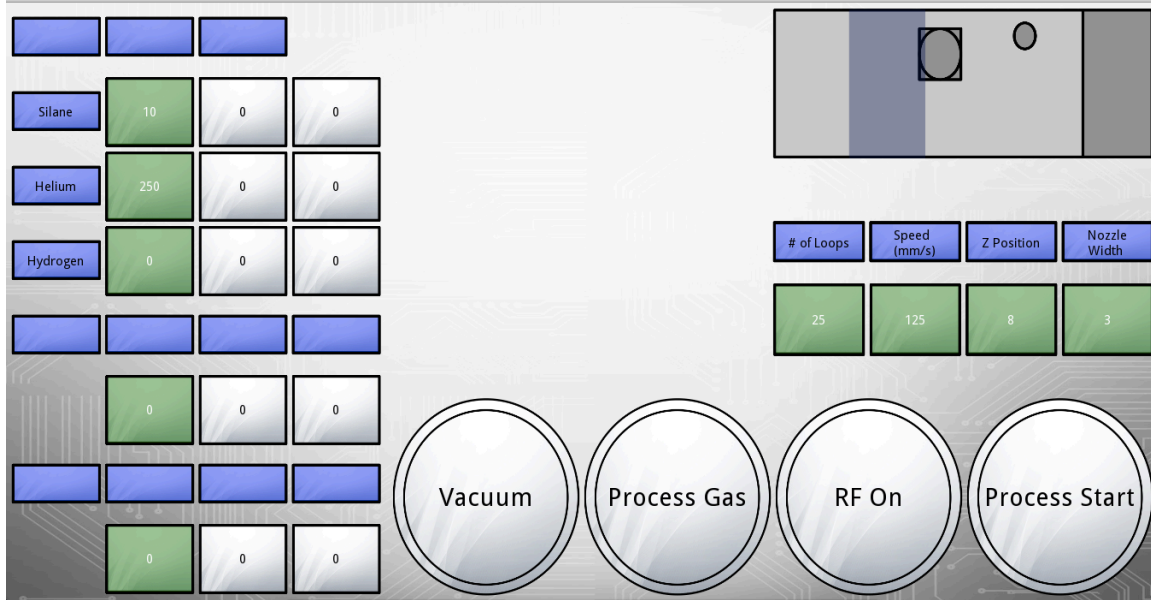 Silane 10 0 0
Helium 250 0 0
Hydrogen 0 0 0
0 0 0
0 0 0
# of Loops
Speed
(mm/s)
Z Position
Nozzle
Width
25 125 8 3
Vacuum
Process Gas
RF On
Process Start